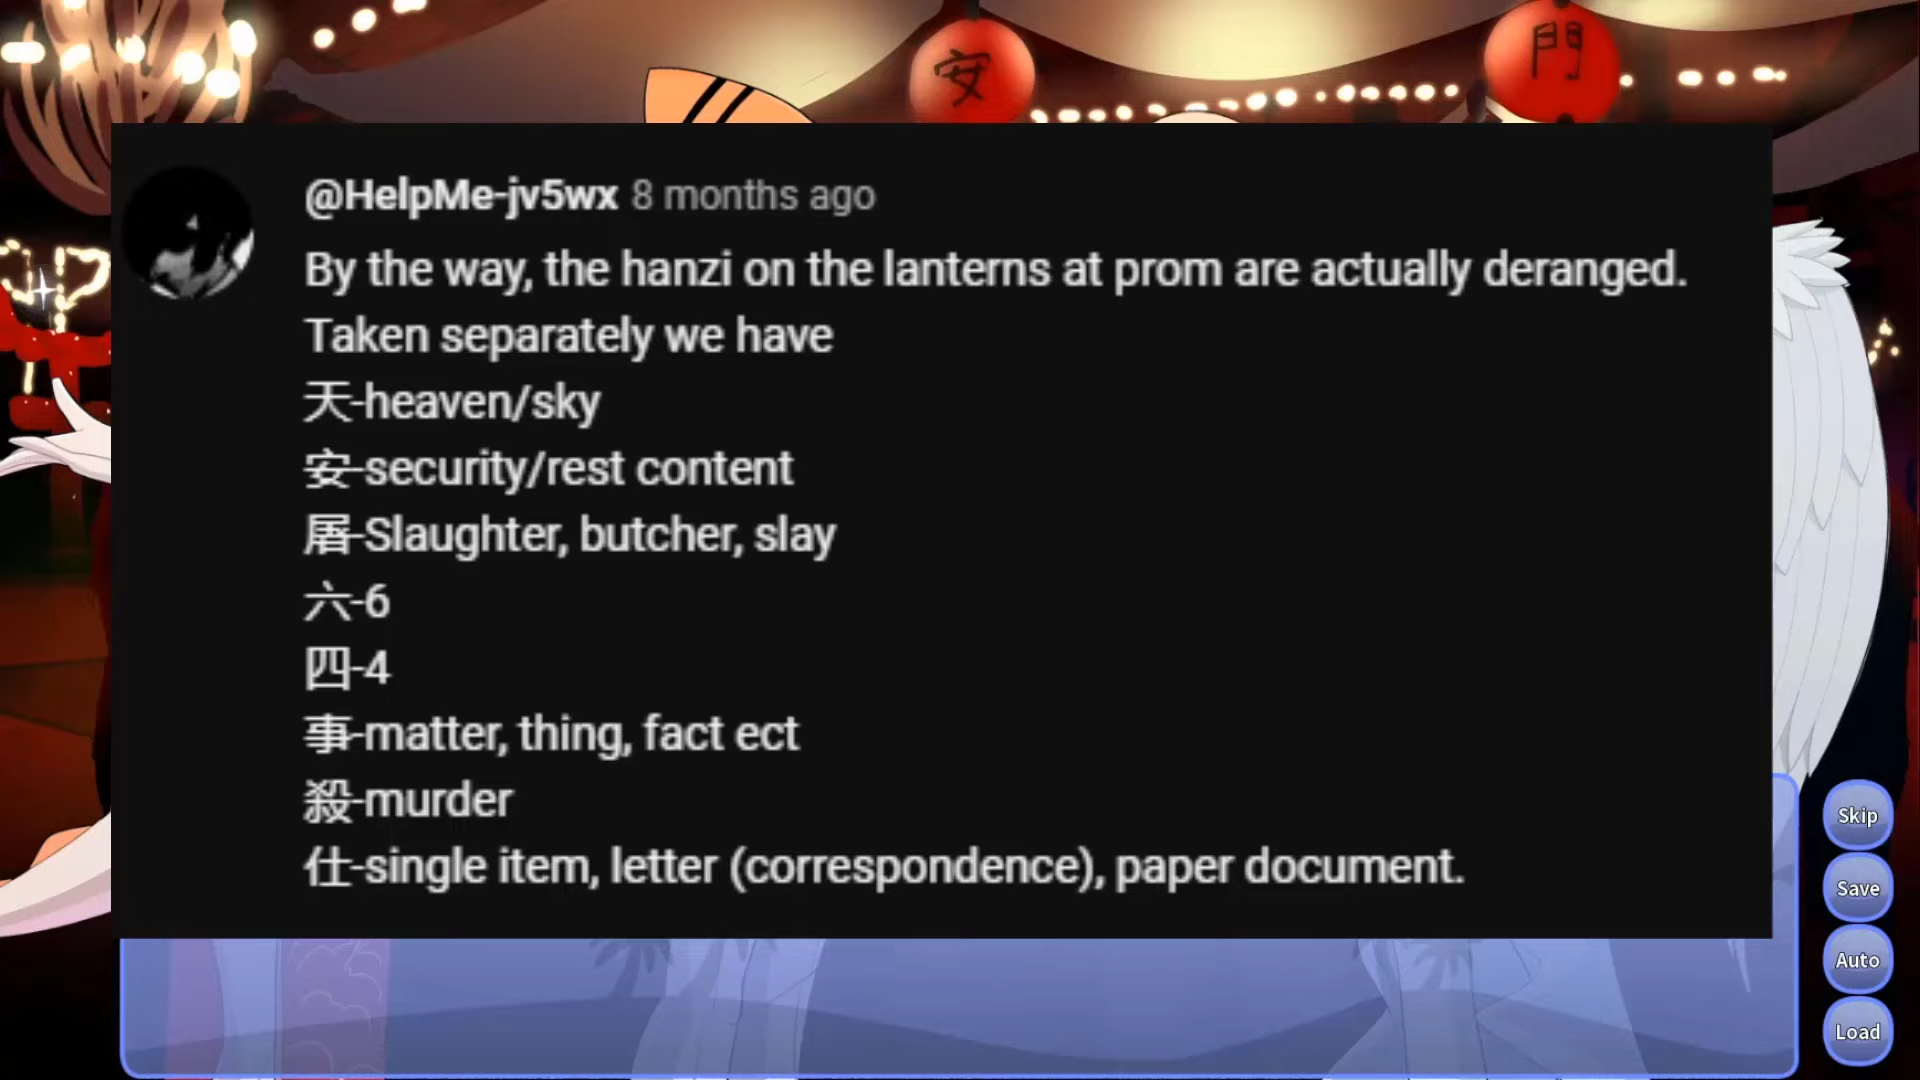 安
門
@HelpMe-jv5wx 8 months ago
By the way, the hanzi on the lanterns at prom are actually deranged.
Taken separately we have
天-heaven/sky
安-security/rest content
屠-Slaughter, butcher, slay
六-6
四-4
事-matter, thing, fact ect
殺-murder
仕-single item, letter (correspondence), paper document.
Skip
Save
Auto
Load